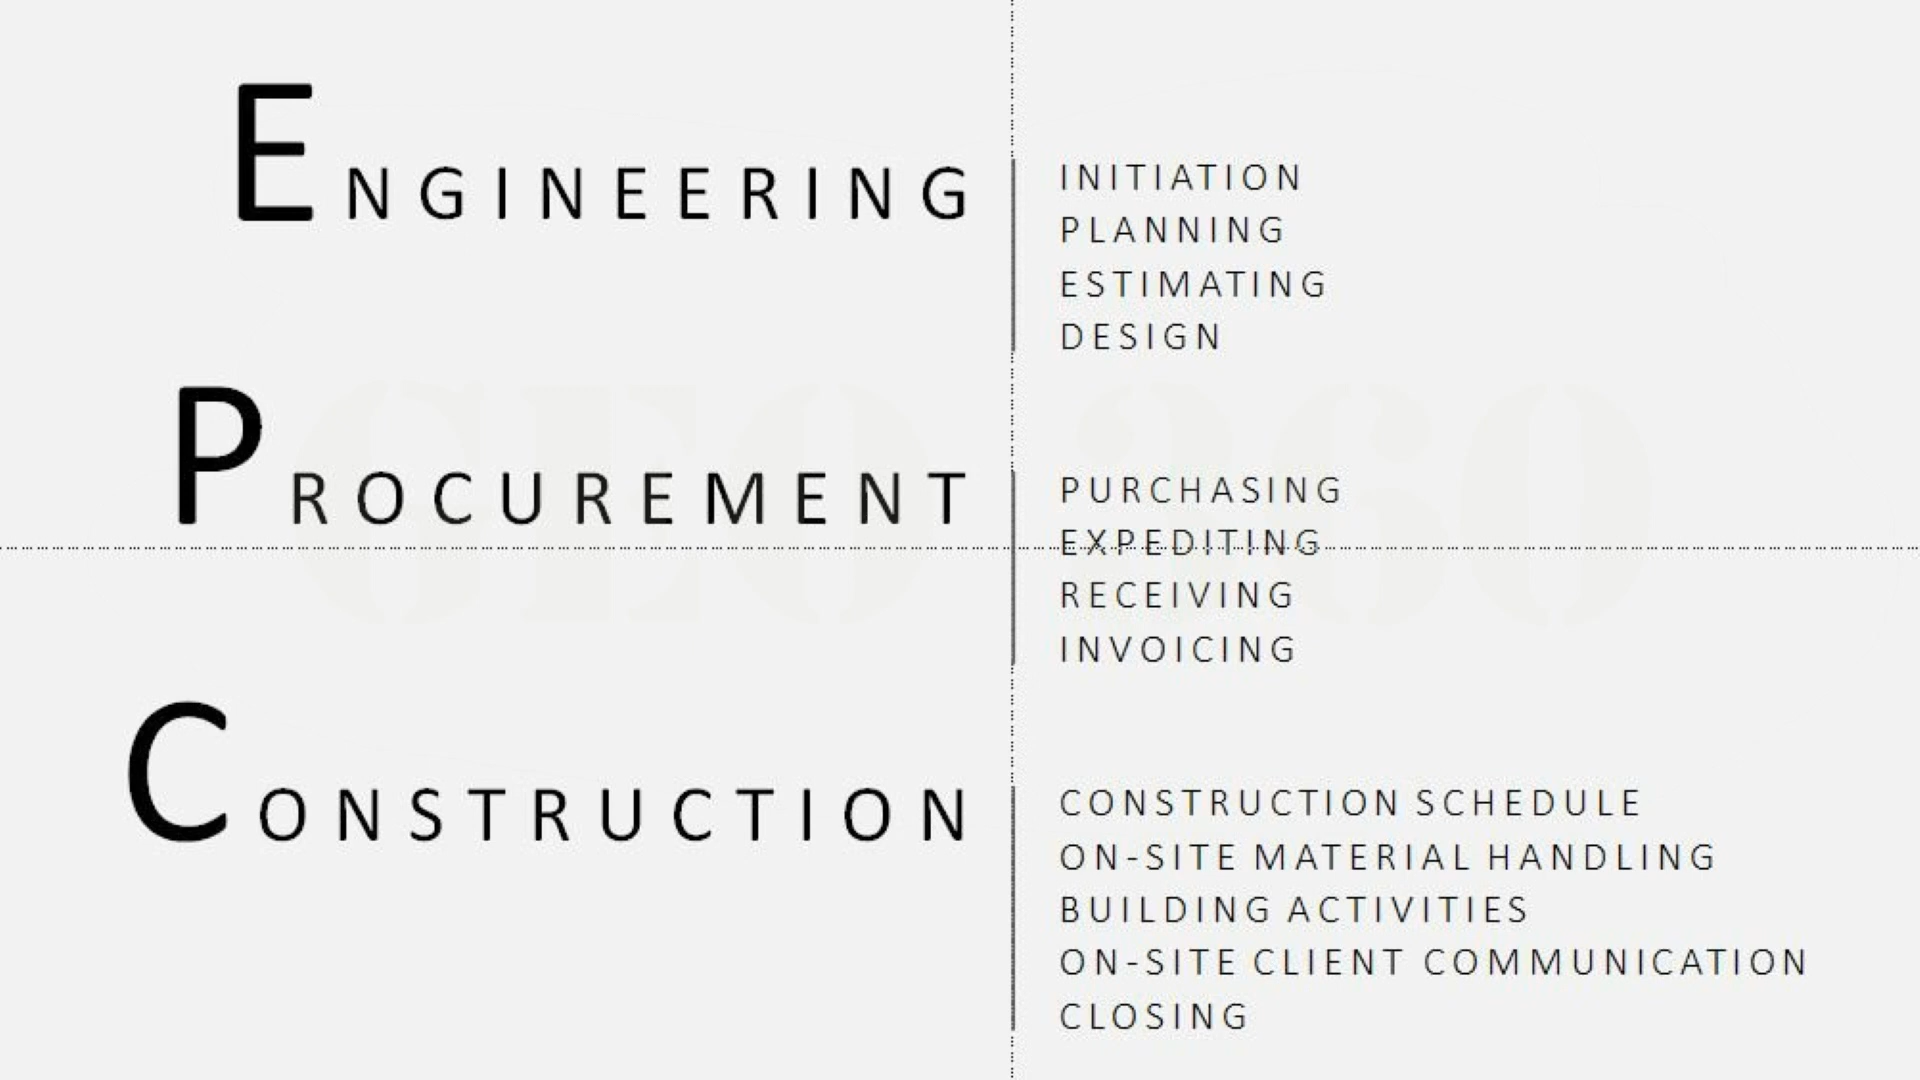 ENGINEERING
INITIATION
PLANNING
ESTIMATING
DESIGN
PROCUREMENT
PURCHASING
EXPEDITING
RECEIVING
INVOICING
CONSTRUCTION
CONSTRUCTION SCHEDULE
ON-SITE MATERIAL HANDLING
BUILDING ACTIVITIES
ON-SITE CLIENT COMMUNICATION
CLOSING